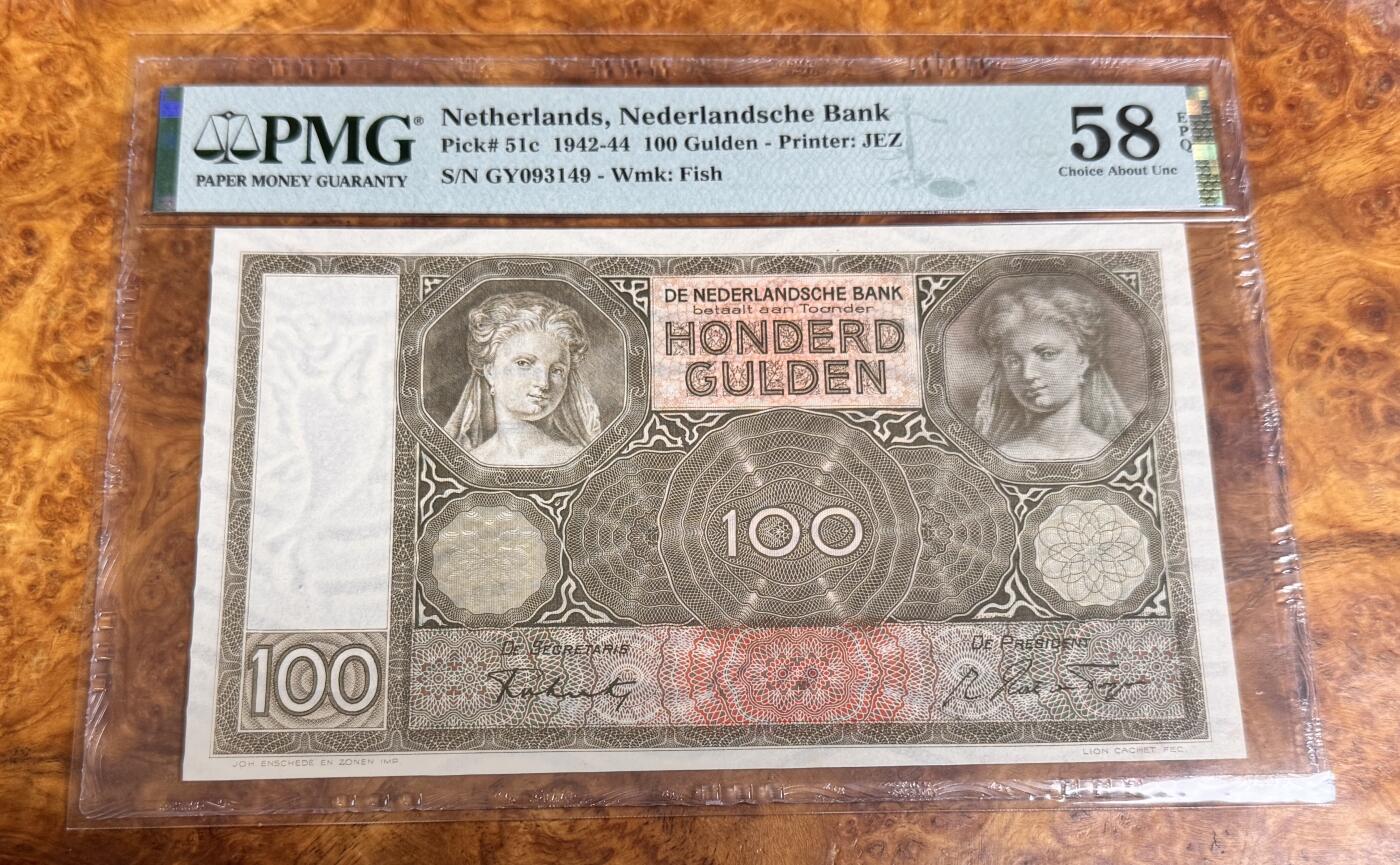 PMG®
PAPER MONEY GUARANTY
Netherlands, Nederlandsche Bank
Pick# 51c 1942-44 100 Gulden - Printer: JEZ
S/N GY093149 - Wmk: Fish
58
Choice About Unc
E
P
Q
DE NEDERLANDSCHE BANK
betaalt aan Toonder
HONDERD
GULDEN
100
DE SECRETARIS
DE PRESIDENT
100
JOH. ENSCHEDÉ EN ZONEN IMP.
LION CACHET FEC.